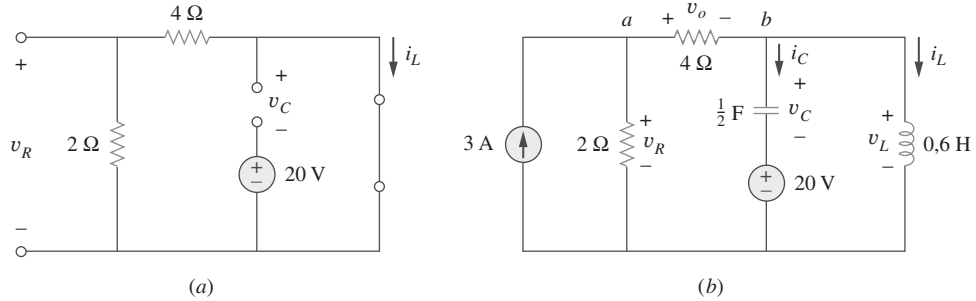 4 Ω
+
v_R
−
2 Ω
+
v_C
−
+
−
20 V
i_L
(a)
a
+ v_o −
b
4 Ω
3 A
2 Ω
+
v_R
−
i_C
½ F
+
v_C
−
+
−
20 V
i_L
+
v_L
−
0,6 H
(b)